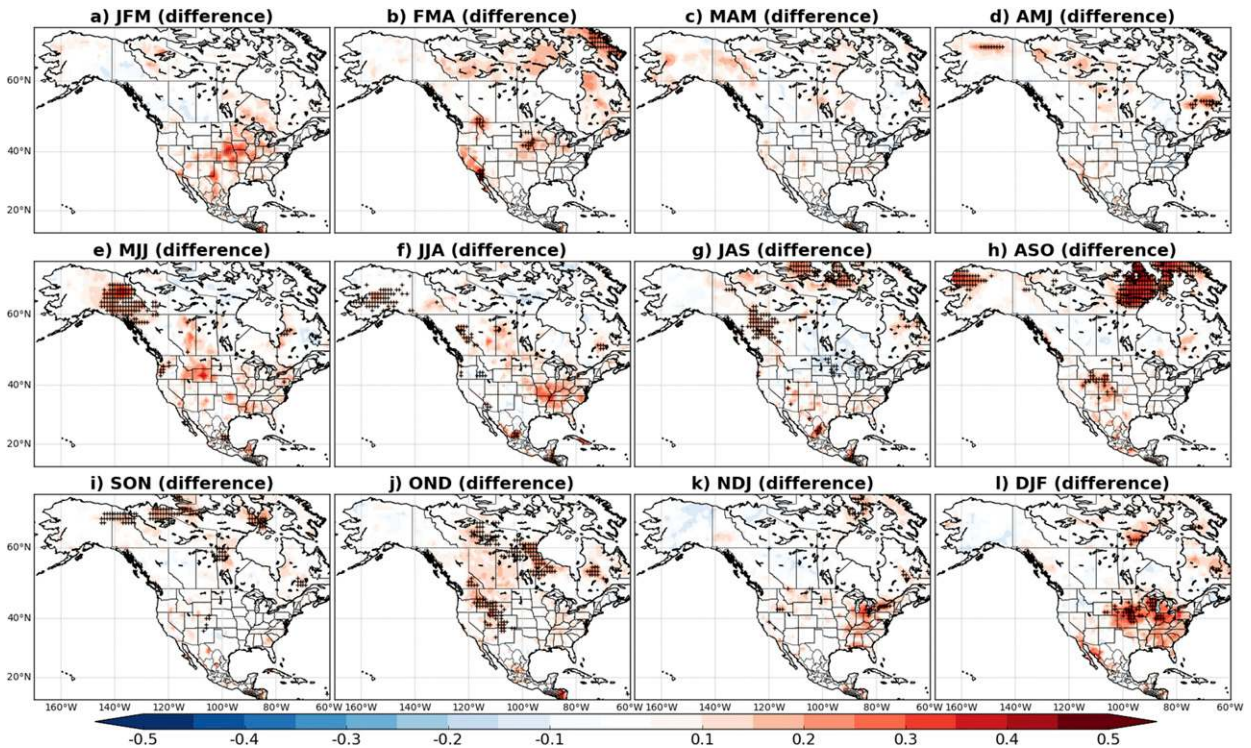 a) JFM (difference)
b) FMA (difference)
c) MAM (difference)
d) AMJ (difference)
60°N
40°N
20°N
e) MJJ (difference)
f) JJA (difference)
g) JAS (difference)
h) ASO (difference)
60°N
40°N
20°N
i) SON (difference)
j) OND (difference)
k) NDJ (difference)
l) DJF (difference)
60°N
40°N
20°N
160°W 140°W 120°W 100°W 80°W 60°W 160°W 140°W 120°W 100°W 80°W 60°W 160°W 140°W 120°W 100°W 80°W 60°W 160°W 140°W 120°W 100°W 80°W 60°W
-0.5 -0.4 -0.3 -0.2 -0.1 0.1 0.2 0.3 0.4 0.5